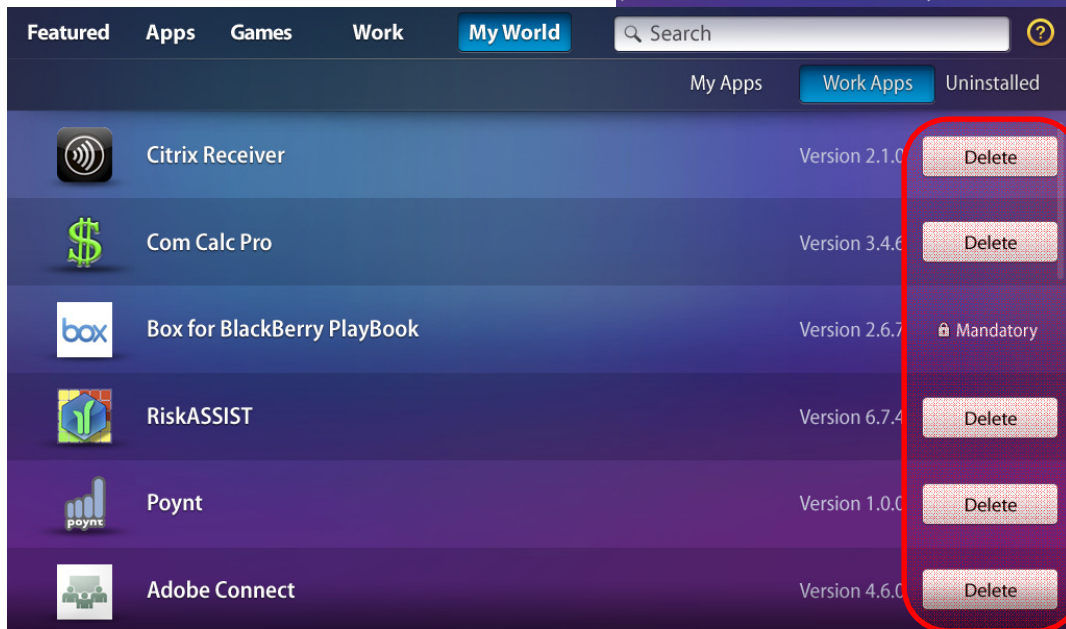 Featured Apps Games Work My World Search ?
My Apps Work Apps Uninstalled
Citrix Receiver Version 2.1.0 Delete
$ Com Calc Pro Version 3.4.6 Delete
box Box for BlackBerry PlayBook Version 2.6.7 Mandatory
RiskASSIST Version 6.7.4 Delete
poynt Poynt Version 1.0.0 Delete
Adobe Connect Version 4.6.0 Delete